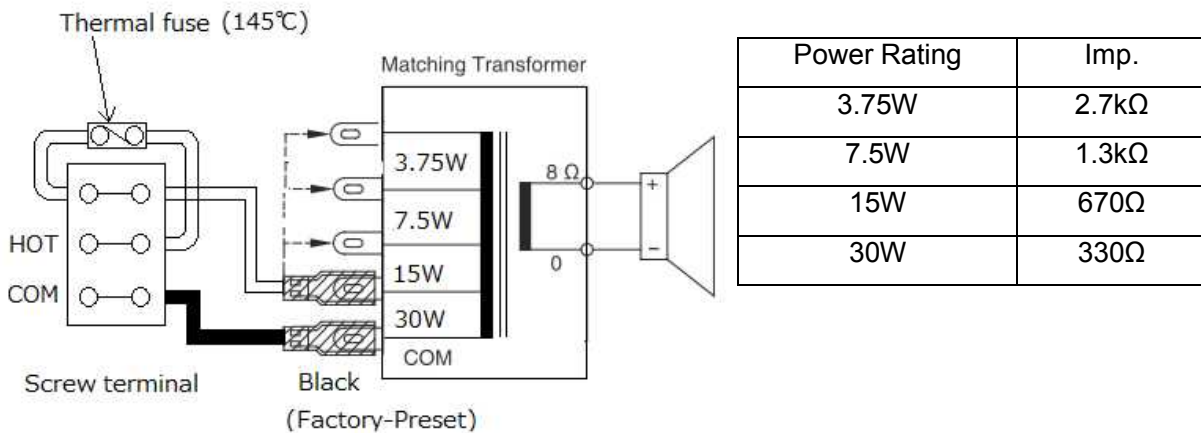 Thermal fuse (145℃)
Matching Transformer
3.75W
7.5W
15W
30W
COM
8 Ω
0
+
−
HOT
COM
Screw terminal
Black
(Factory-Preset)
Power Rating Imp.
3.75W 2.7kΩ
7.5W 1.3kΩ
15W 670Ω
30W 330Ω